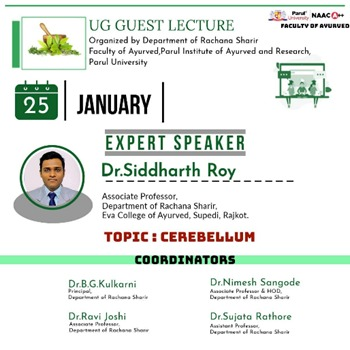 UG GUEST LECTURE
Parul University NAAC A++
FACULTY OF AYURVED
Organized by Department of Rachana Sharir
Faculty of Ayurved,Parul Institute of Ayurved and Research,
Parul University
25 JANUARY
EXPERT SPEAKER
Dr.Siddharth Roy
Associate Professor,
Department of Rachana Sharir,
Eva College of Ayurved, Supedi, Rajkot.
TOPIC : CEREBELLUM
COORDINATORS
Dr.B.G.Kulkarni
Principal,
Department of Rachana Sharir
Dr.Nimesh Sangode
Associate Professor & HOD,
Department of Rachana Sharir
Dr.Ravi Joshi
Associate Professor,
Department of Rachana Sharir
Dr.Sujata Rathore
Assistant Professor,
Department of Rachana Sharir